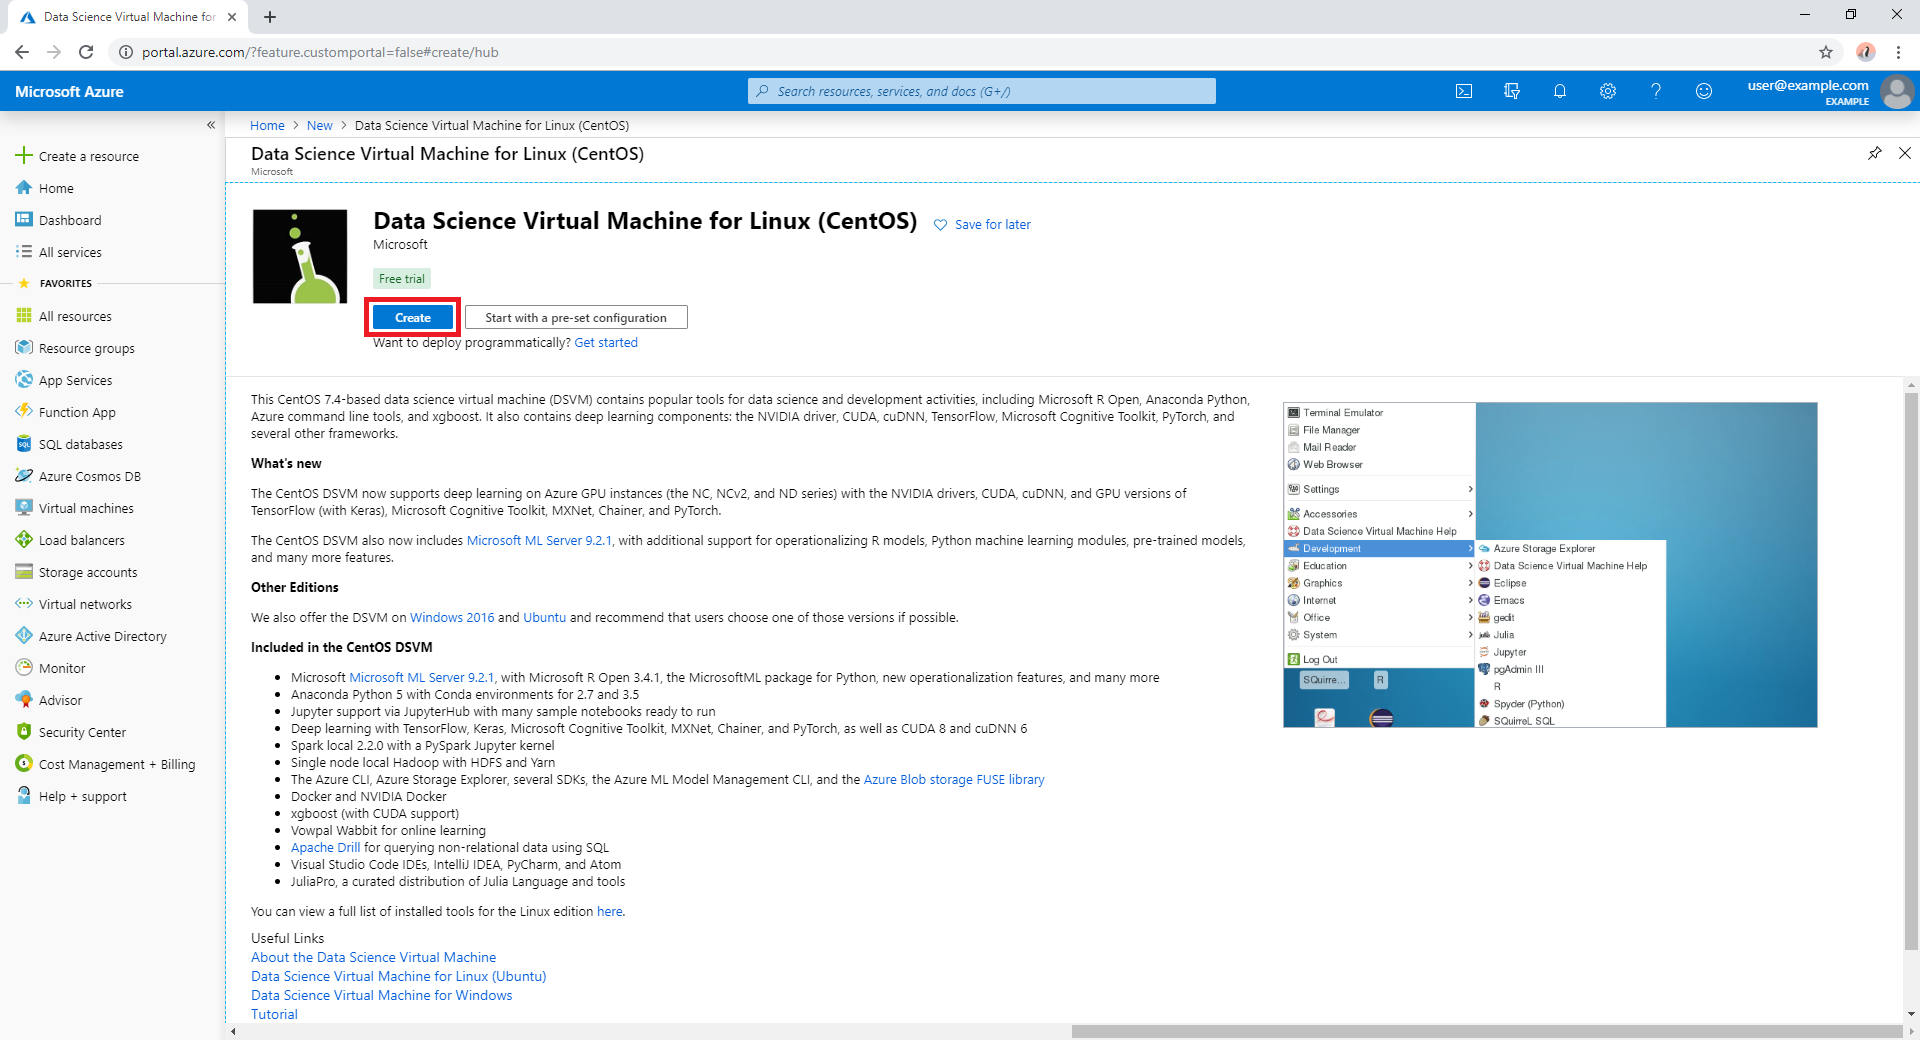 Data Science Virtual Machine for
portal.azure.com/?feature.customportal=false#create/hub
Microsoft Azure
Search resources, services, and docs (G+/)
user@example.com
EXAMPLE
Home > New > Data Science Virtual Machine for Linux (CentOS)
Create a resource
Home
Dashboard
All services
FAVORITES
All resources
Resource groups
App Services
Function App
SQL databases
Azure Cosmos DB
Virtual machines
Load balancers
Storage accounts
Virtual networks
Azure Active Directory
Monitor
Advisor
Security Center
Cost Management + Billing
Help + support
Data Science Virtual Machine for Linux (CentOS)
Microsoft
Data Science Virtual Machine for Linux (CentOS)
Save for later
Microsoft
Free trial
Create
Start with a pre-set configuration
Want to deploy programmatically? Get started
This CentOS 7.4-based data science virtual machine (DSVM) contains popular tools for data science and development activities, including Microsoft R Open, Anaconda Python,
Azure command line tools, and xgboost. It also contains deep learning components: the NVIDIA driver, CUDA, cuDNN, TensorFlow, Microsoft Cognitive Toolkit, PyTorch, and
several other frameworks.
What's new
The CentOS DSVM now supports deep learning on Azure GPU instances (the NC, NCv2, and ND series) with the NVIDIA drivers, CUDA, cuDNN, and GPU versions of
TensorFlow (with Keras), Microsoft Cognitive Toolkit, MXNet, Chainer, and PyTorch.
The CentOS DSVM also now includes Microsoft ML Server 9.2.1, with additional support for operationalizing R models, Python machine learning modules, pre-trained models,
and many more features.
Other Editions
We also offer the DSVM on Windows 2016 and Ubuntu and recommend that users choose one of those versions if possible.
Included in the CentOS DSVM
Microsoft Microsoft ML Server 9.2.1, with Microsoft R Open 3.4.1, the MicrosoftML package for Python, new operationalization features, and many more
Anaconda Python 5 with Conda environments for 2.7 and 3.5
Jupyter support via JupyterHub with many sample notebooks ready to run
Deep learning with TensorFlow, Keras, Microsoft Cognitive Toolkit, MXNet, Chainer, and PyTorch, as well as CUDA 8 and cuDNN 6
Spark local 2.2.0 with a PySpark Jupyter kernel
Single node local Hadoop with HDFS and Yarn
The Azure CLI, Azure Storage Explorer, several SDKs, the Azure ML Model Management CLI, and the Azure Blob storage FUSE library
Docker and NVIDIA Docker
xgboost (with CUDA support)
Vowpal Wabbit for online learning
Apache Drill for querying non-relational data using SQL
Visual Studio Code IDEs, IntelliJ IDEA, PyCharm, and Atom
JuliaPro, a curated distribution of Julia Language and tools
You can view a full list of installed tools for the Linux edition here.
Useful Links
About the Data Science Virtual Machine
Data Science Virtual Machine for Linux (Ubuntu)
Data Science Virtual Machine for Windows
Tutorial
Terminal Emulator
File Manager
Mail Reader
Web Browser
Settings
Accessories
Data Science Virtual Machine Help
Development
Education
Graphics
Internet
Office
System
Log Out
SQuirre...
R
Azure Storage Explorer
Data Science Virtual Machine Help
Eclipse
Emacs
gedit
Julia
Jupyter
pgAdmin III
R
Spyder (Python)
SQuirreL SQL